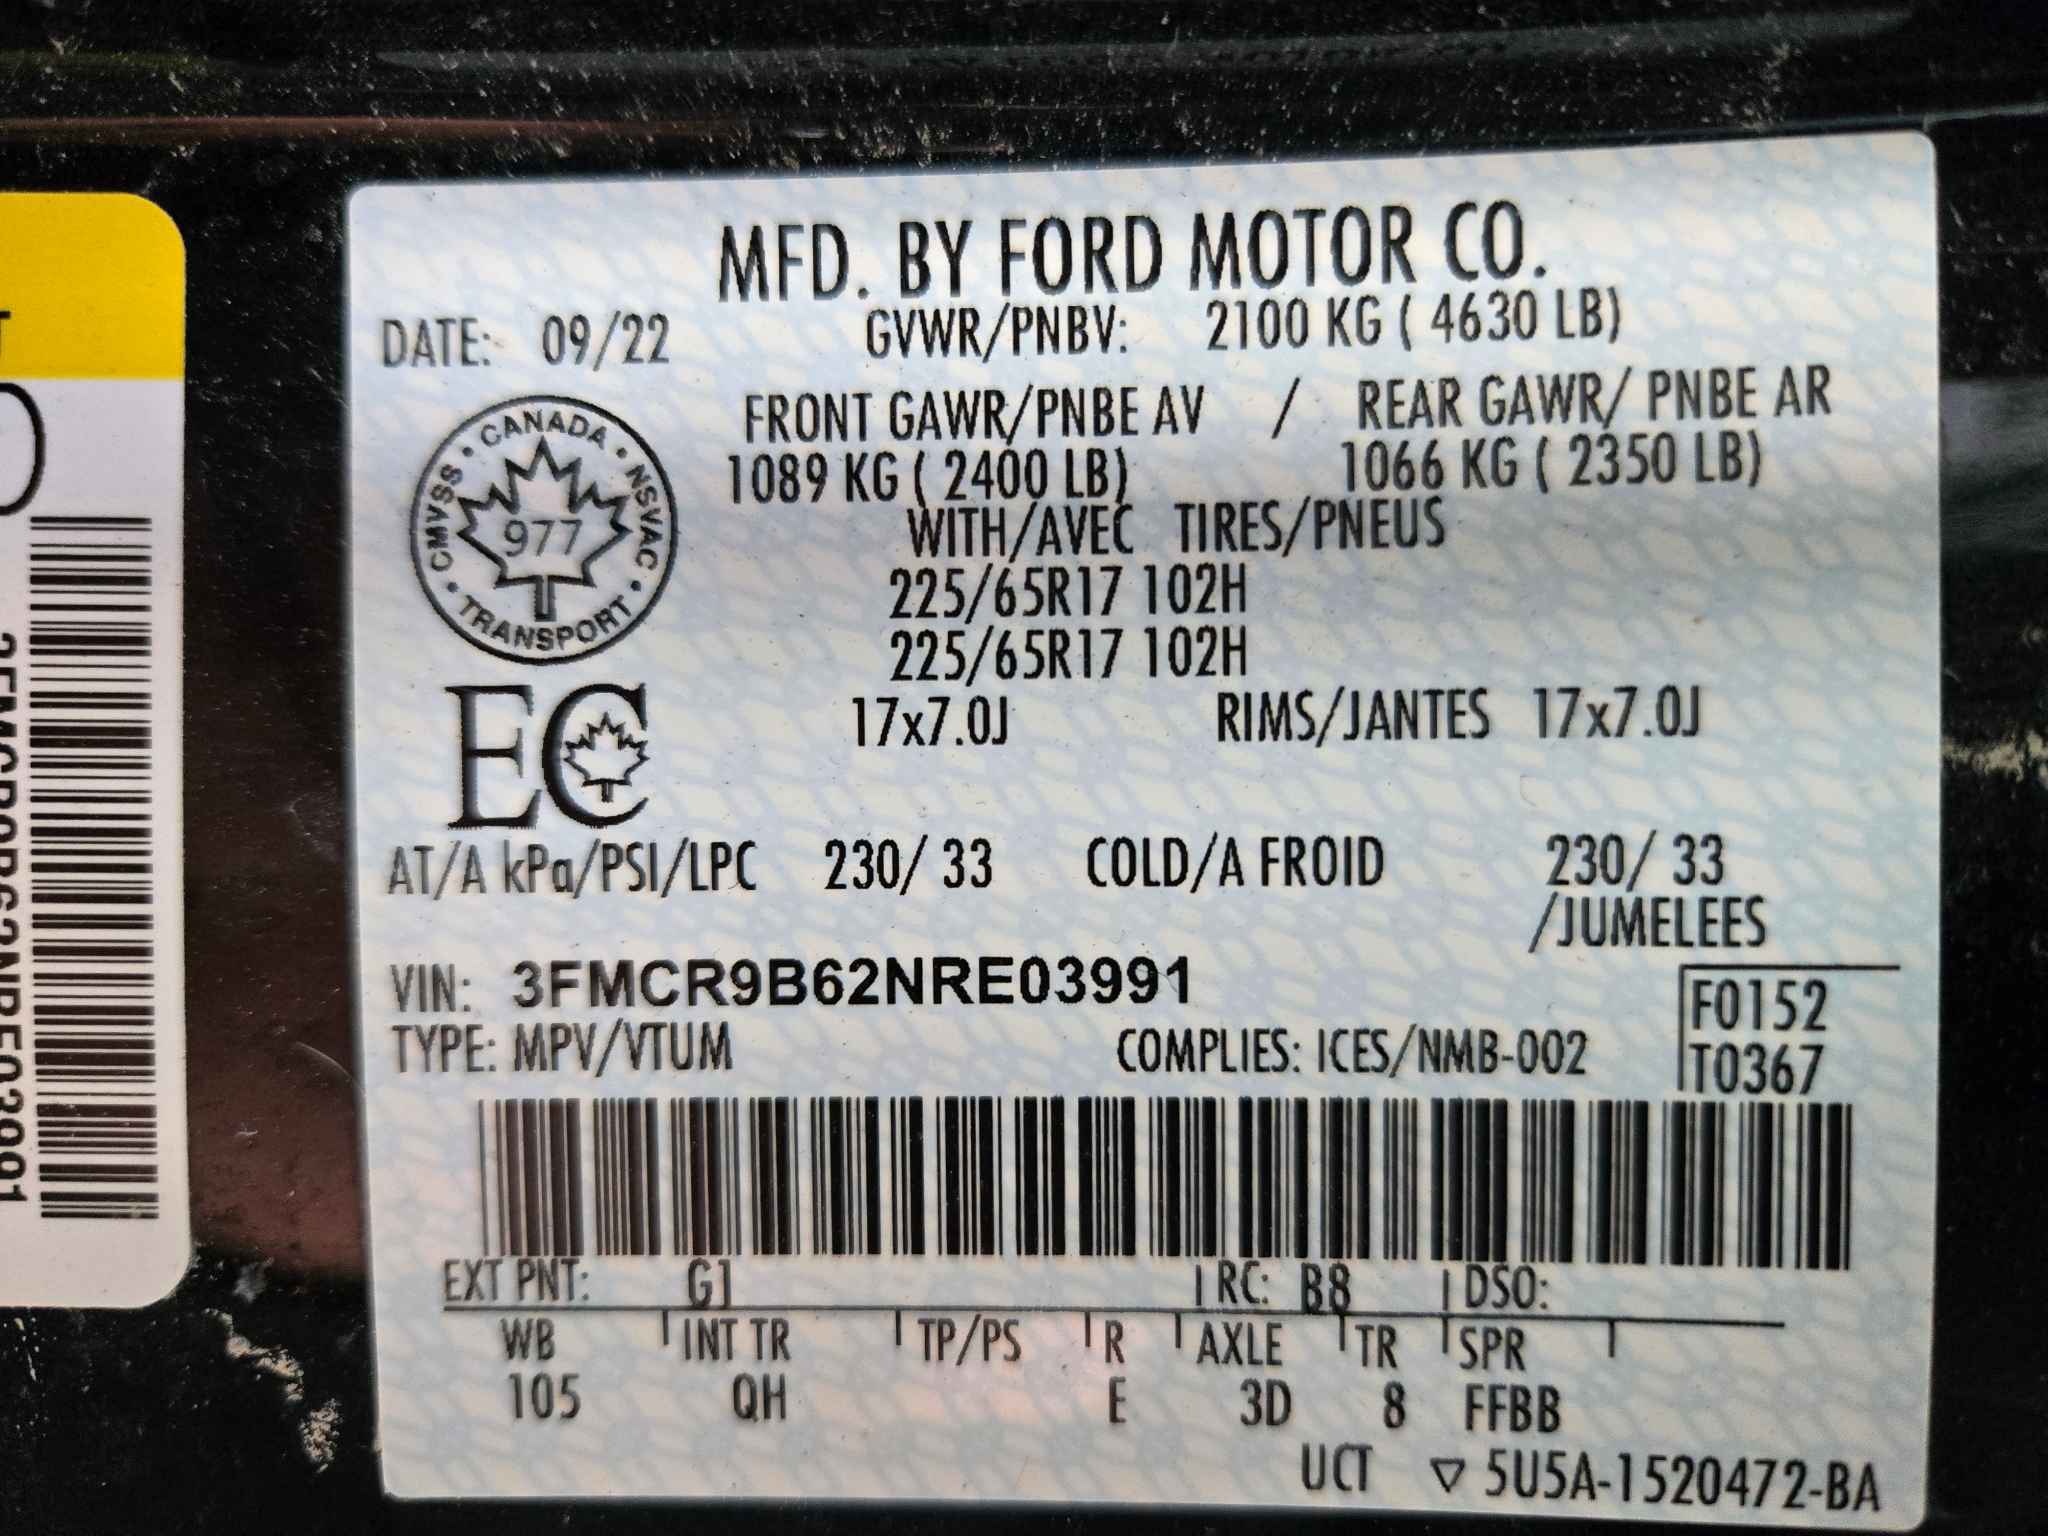 MFD. BY FORD MOTOR CO.
DATE: 09/22 GVWR/PNBV: 2100 KG ( 4630 LB)
FRONT GAWR/PNBE AV / REAR GAWR/ PNBE AR
1089 KG ( 2400 LB) 1066 KG ( 2350 LB)
WITH/AVEC TIRES/PNEUS
225/65R17 102H
225/65R17 102H
17x7.0J RIMS/JANTES 17x7.0J
CANADA
CMVSS • NSVAC
977
TRANSPORT
EC
AT/A kPa/PSI/LPC 230/ 33 COLD/A FROID 230/ 33
/JUMELEES
VIN: 3FMCR9B62NRE03991
F0152
TYPE: MPV/VTUM COMPLIES: ICES/NMB-002
T0367
EXT PNT: G1 RC: B8 DSO:
WB INT TR TP/PS R AXLE TR SPR
105 QH E 3D 8 FFBB
UCT ▽ 5U5A-1520472-BA
3FMCR9B62NRE03991